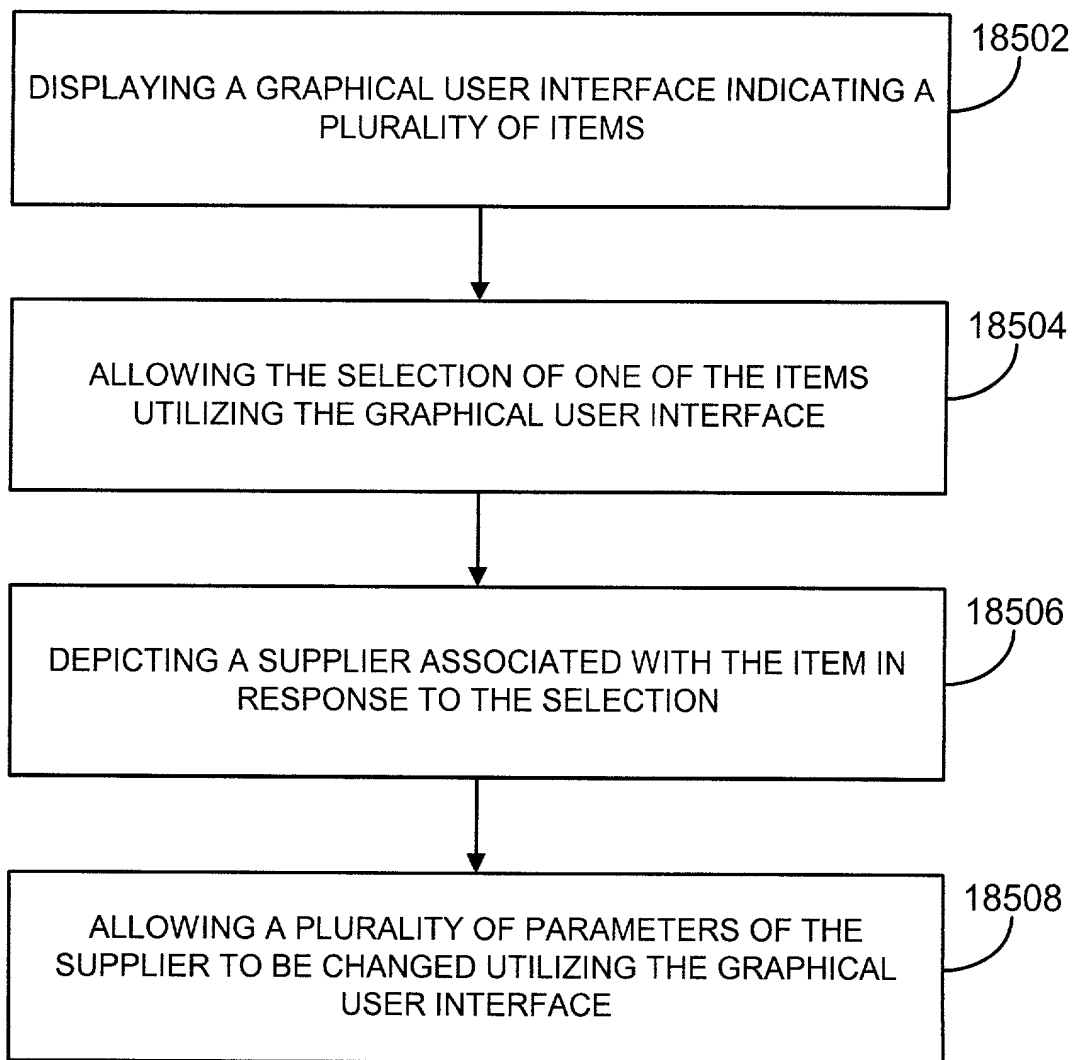 18502
DISPLAYING A GRAPHICAL USER INTERFACE INDICATING A
PLURALITY OF ITEMS
18504
ALLOWING THE SELECTION OF ONE OF THE ITEMS
UTILIZING THE GRAPHICAL USER INTERFACE
18506
DEPICTING A SUPPLIER ASSOCIATED WITH THE ITEM IN
RESPONSE TO THE SELECTION
18508
ALLOWING A PLURALITY OF PARAMETERS OF THE
SUPPLIER TO BE CHANGED UTILIZING THE GRAPHICAL
USER INTERFACE